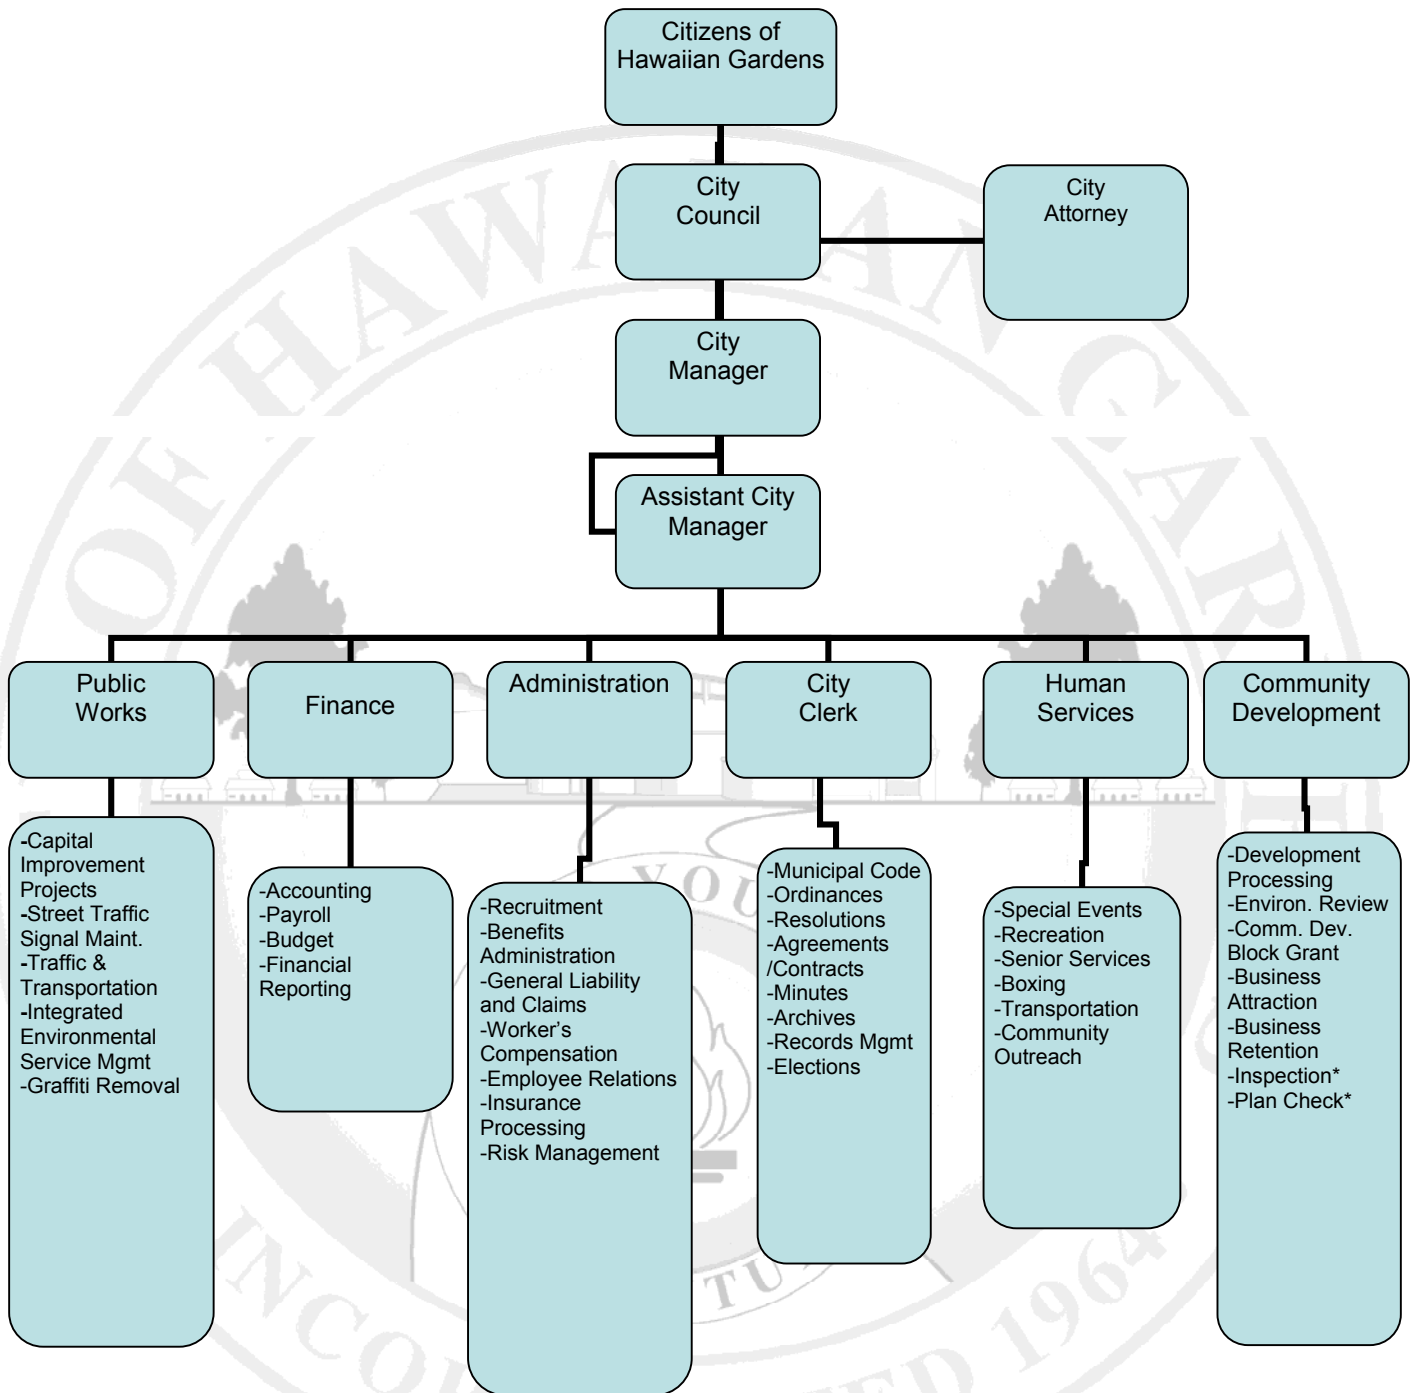 Citizens of
Hawaiian Gardens
City
Council
City
Attorney
City
Manager
Assistant City
Manager
Public
Works
Finance
Administration
City
Clerk
Human
Services
Community
Development
-Capital
Improvement
Projects
-Street Traffic
Signal Maint.
-Traffic &
Transportation
-Integrated
Environmental
Service Mgmt
-Graffiti Removal
-Accounting
-Payroll
-Budget
-Financial
Reporting
-Recruitment
-Benefits
Administration
-General Liability
and Claims
-Worker’s
Compensation
-Employee Relations
-Insurance
Processing
-Risk Management
-Municipal Code
-Ordinances
-Resolutions
-Agreements
/Contracts
-Minutes
-Archives
-Records Mgmt
-Elections
-Special Events
-Recreation
-Senior Services
-Boxing
-Transportation
-Community
Outreach
-Development
Processing
-Environ. Review
-Comm. Dev.
Block Grant
-Business
Attraction
-Business
Retention
-Inspection*
-Plan Check*
OF HAWAIIAN GAR
1964